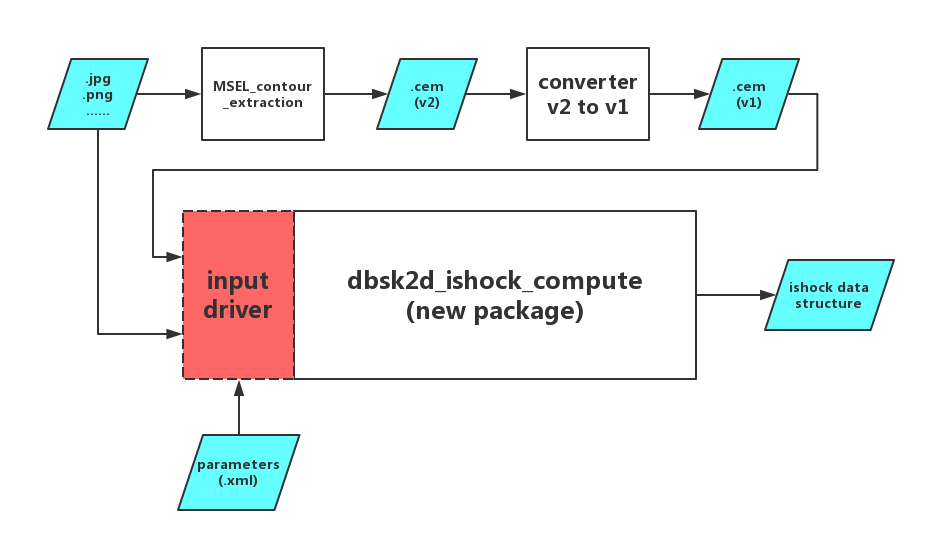 .jpg
.png
......
MSEL_contour
_extraction
.cem
(v2)
converter
v2 to v1
.cem
(v1)
input
driver
dbsk2d_ishock_compute
(new package)
ishock data
structure
parameters
(.xml)